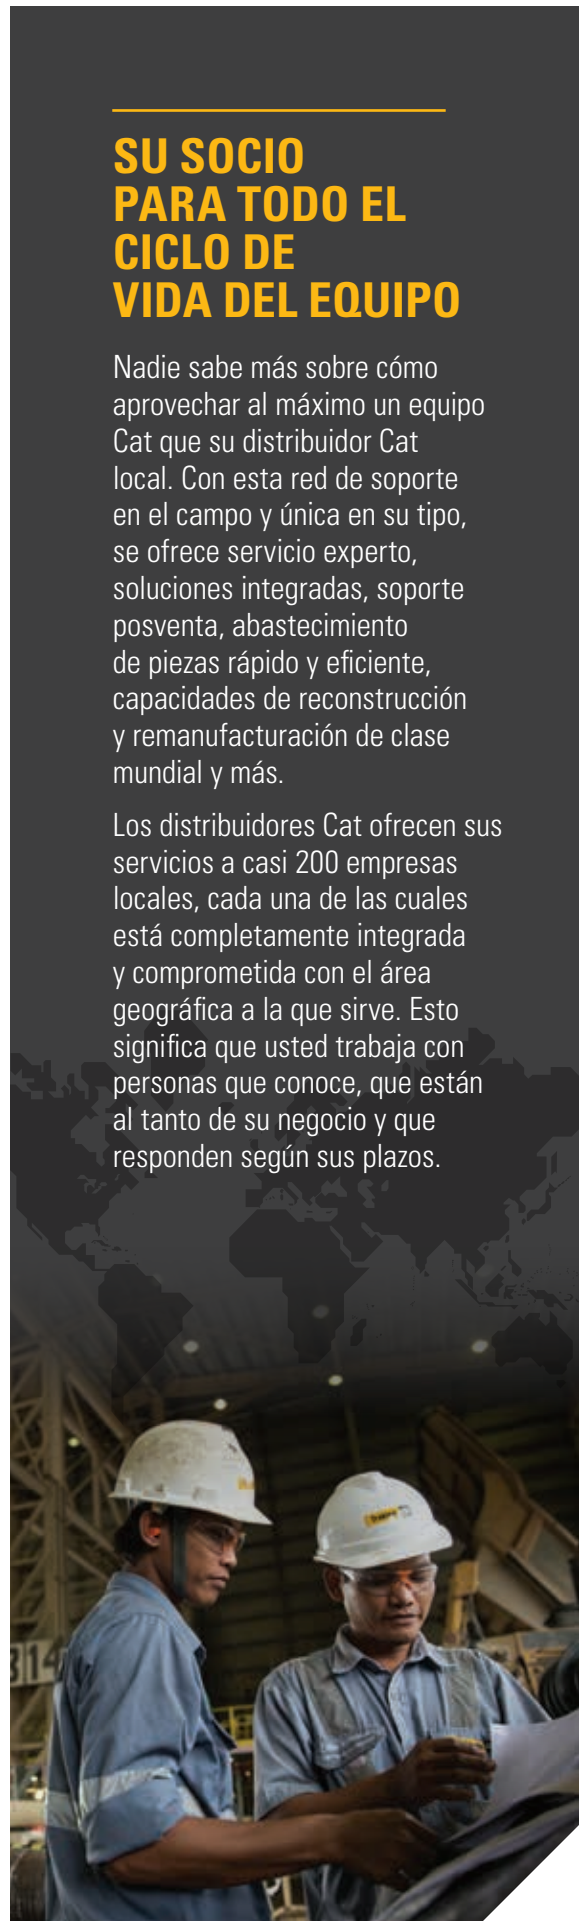 SU SOCIO
PARA TODO EL
CICLO DE
VIDA DEL EQUIPO
Nadie sabe más sobre cómo
aprovechar al máximo un equipo
Cat que su distribuidor Cat
local. Con esta red de soporte
en el campo y única en su tipo,
se ofrece servicio experto,
soluciones integradas, soporte
posventa, abastecimiento
de piezas rápido y eficiente,
capacidades de reconstrucción
y remanufacturación de clase
mundial y más.
Los distribuidores Cat ofrecen sus
servicios a casi 200 empresas
locales, cada una de las cuales
está completamente integrada
y comprometida con el área
geográfica a la que sirve. Esto
significa que usted trabaja con
personas que conoce, que están
al tanto de su negocio y que
responden según sus plazos.
314